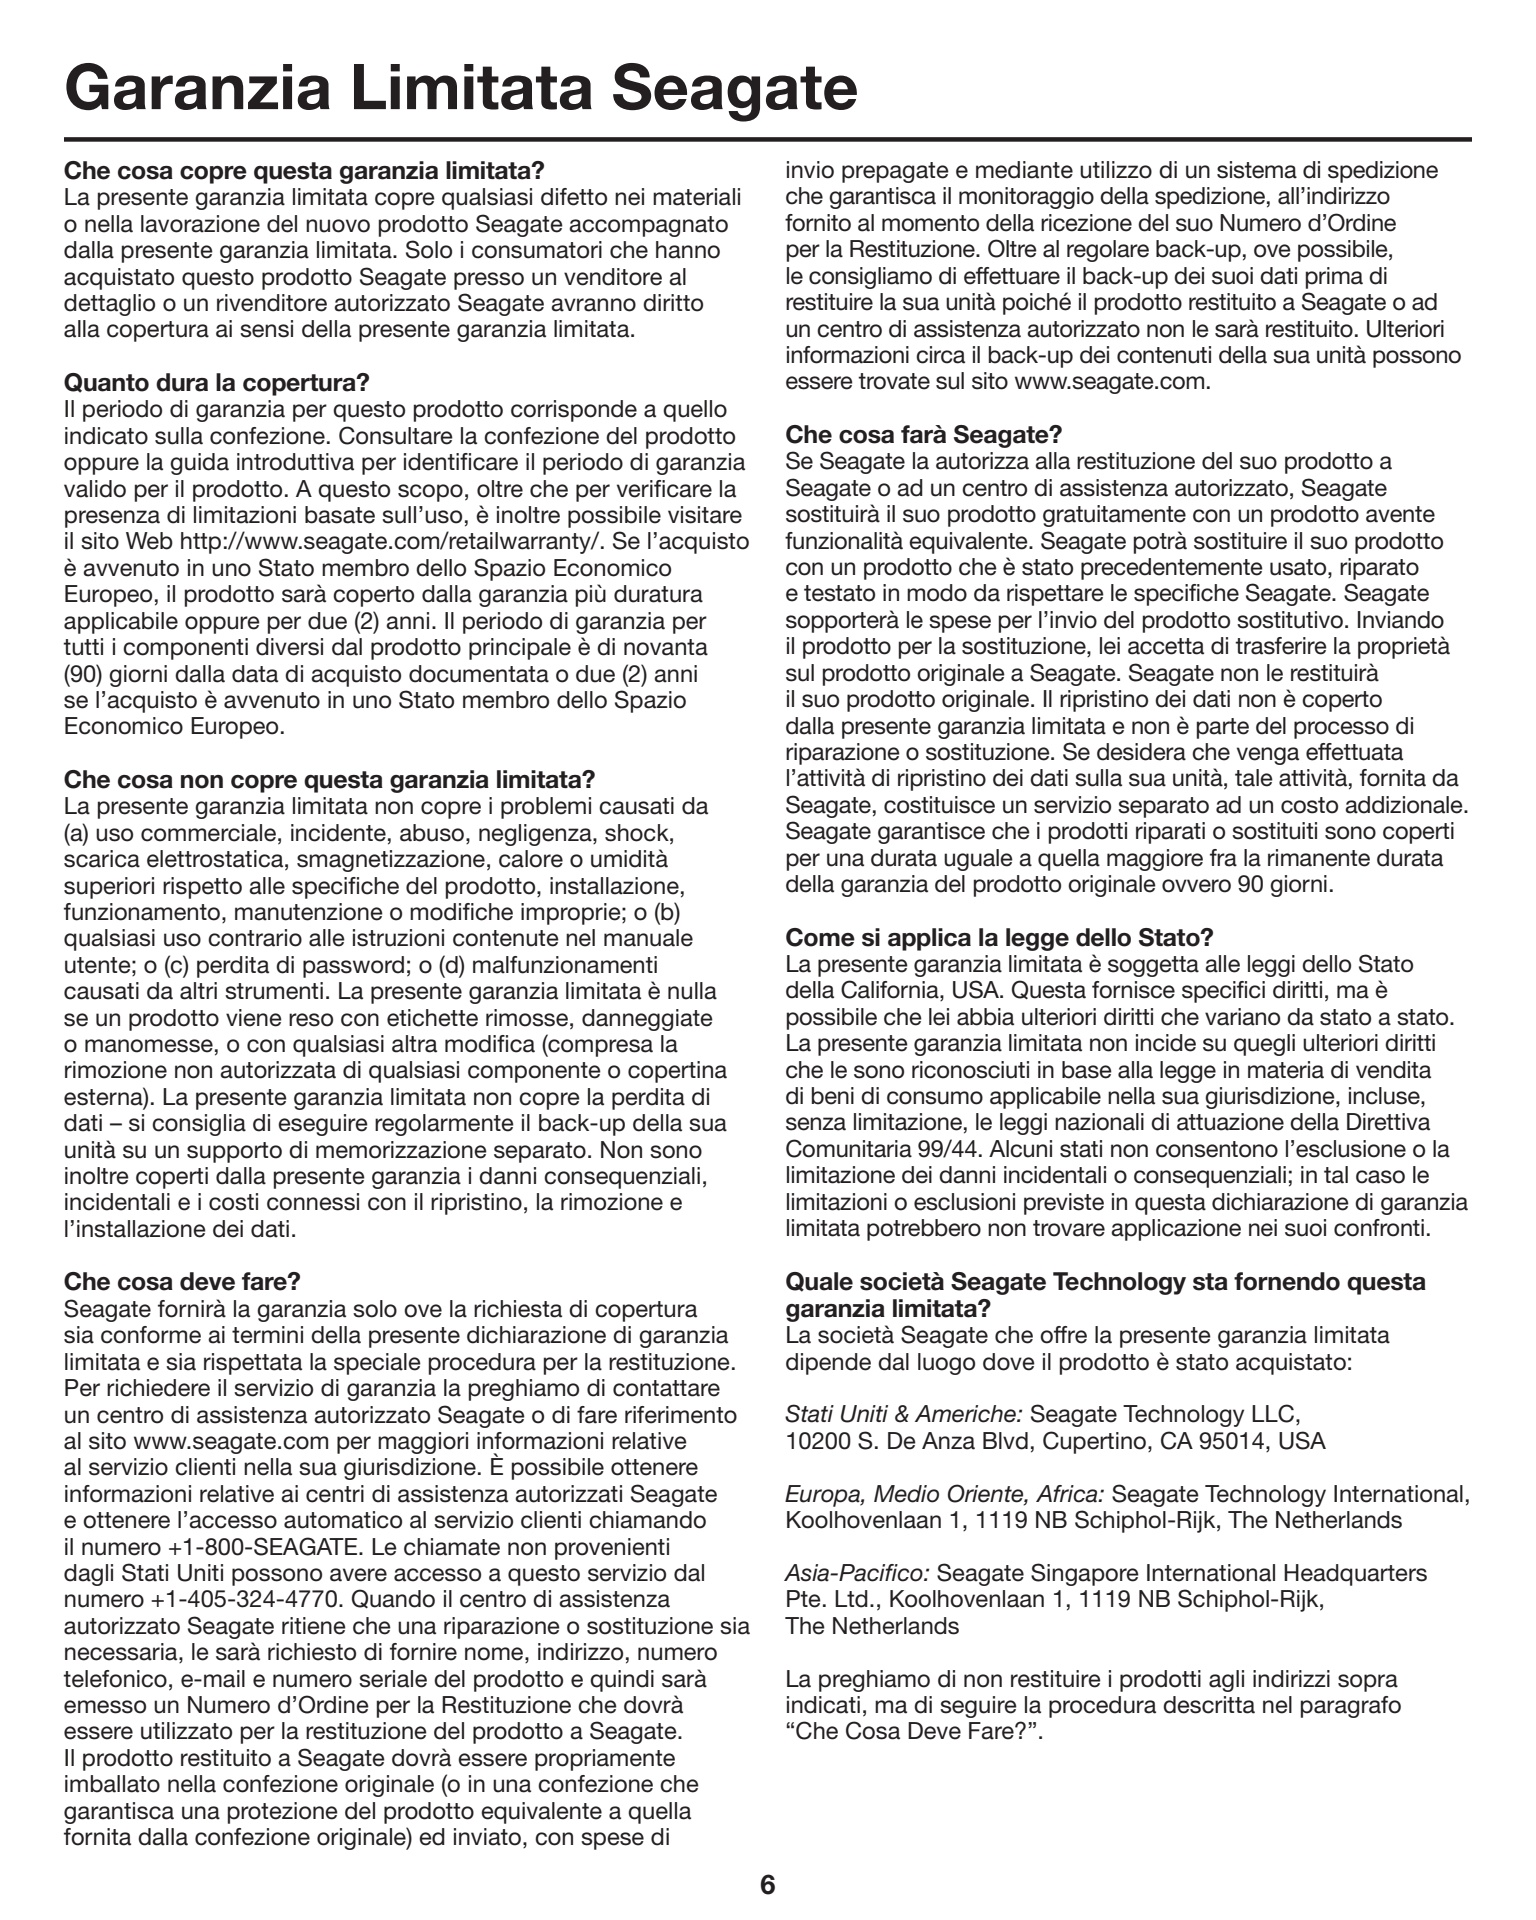 Garanzia Limitata Seagate
Che cosa copre questa garanzia limitata?
La presente garanzia limitata copre qualsiasi difetto nei materiali
o nella lavorazione del nuovo prodotto Seagate accompagnato
dalla presente garanzia limitata. Solo i consumatori che hanno
acquistato questo prodotto Seagate presso un venditore al
dettaglio o un rivenditore autorizzato Seagate avranno diritto
alla copertura ai sensi della presente garanzia limitata.
Quanto dura la copertura?
Il periodo di garanzia per questo prodotto corrisponde a quello
indicato sulla confezione. Consultare la confezione del prodotto
oppure la guida introduttiva per identificare il periodo di garanzia
valido per il prodotto. A questo scopo, oltre che per verificare la
presenza di limitazioni basate sull’uso, è inoltre possibile visitare
il sito Web http://www.seagate.com/retailwarranty/. Se l’acquisto
è avvenuto in uno Stato membro dello Spazio Economico
Europeo, il prodotto sarà coperto dalla garanzia più duratura
applicabile oppure per due (2) anni. Il periodo di garanzia per
tutti i componenti diversi dal prodotto principale è di novanta
(90) giorni dalla data di acquisto documentata o due (2) anni
se l’acquisto è avvenuto in uno Stato membro dello Spazio
Economico Europeo.
Che cosa non copre questa garanzia limitata?
La presente garanzia limitata non copre i problemi causati da
(a) uso commerciale, incidente, abuso, negligenza, shock,
scarica elettrostatica, smagnetizzazione, calore o umidità
superiori rispetto alle specifiche del prodotto, installazione,
funzionamento, manutenzione o modifiche improprie; o (b)
qualsiasi uso contrario alle istruzioni contenute nel manuale
utente; o (c) perdita di password; o (d) malfunzionamenti
causati da altri strumenti. La presente garanzia limitata è nulla
se un prodotto viene reso con etichette rimosse, danneggiate
o manomesse, o con qualsiasi altra modifica (compresa la
rimozione non autorizzata di qualsiasi componente o copertina
esterna). La presente garanzia limitata non copre la perdita di
dati – si consiglia di eseguire regolarmente il back-up della sua
unità su un supporto di memorizzazione separato. Non sono
inoltre coperti dalla presente garanzia i danni consequenziali,
incidentali e i costi connessi con il ripristino, la rimozione e
l’installazione dei dati.
Che cosa deve fare?
Seagate fornirà la garanzia solo ove la richiesta di copertura
sia conforme ai termini della presente dichiarazione di garanzia
limitata e sia rispettata la speciale procedura per la restituzione.
Per richiedere il servizio di garanzia la preghiamo di contattare
un centro di assistenza autorizzato Seagate o di fare riferimento
al sito www.seagate.com per maggiori informazioni relative
al servizio clienti nella sua giurisdizione. È possibile ottenere
informazioni relative ai centri di assistenza autorizzati Seagate
e ottenere l’accesso automatico al servizio clienti chiamando
il numero +1-800-SEAGATE. Le chiamate non provenienti
dagli Stati Uniti possono avere accesso a questo servizio dal
numero +1-405-324-4770. Quando il centro di assistenza
autorizzato Seagate ritiene che una riparazione o sostituzione sia
necessaria, le sarà richiesto di fornire nome, indirizzo, numero
telefonico, e-mail e numero seriale del prodotto e quindi sarà
emesso un Numero d’Ordine per la Restituzione che dovrà
essere utilizzato per la restituzione del prodotto a Seagate.
Il prodotto restituito a Seagate dovrà essere propriamente
imballato nella confezione originale (o in una confezione che
garantisca una protezione del prodotto equivalente a quella
fornita dalla confezione originale) ed inviato, con spese di
invio prepagate e mediante utilizzo di un sistema di spedizione
che garantisca il monitoraggio della spedizione, all’indirizzo
fornito al momento della ricezione del suo Numero d’Ordine
per la Restituzione. Oltre al regolare back-up, ove possibile,
le consigliamo di effettuare il back-up dei suoi dati prima di
restituire la sua unità poiché il prodotto restituito a Seagate o ad
un centro di assistenza autorizzato non le sarà restituito. Ulteriori
informazioni circa il back-up dei contenuti della sua unità possono
essere trovate sul sito www.seagate.com.
Che cosa farà Seagate?
Se Seagate la autorizza alla restituzione del suo prodotto a
Seagate o ad un centro di assistenza autorizzato, Seagate
sostituirà il suo prodotto gratuitamente con un prodotto avente
funzionalità equivalente. Seagate potrà sostituire il suo prodotto
con un prodotto che è stato precedentemente usato, riparato
e testato in modo da rispettare le specifiche Seagate. Seagate
sopporterà le spese per l’invio del prodotto sostitutivo. Inviando
il prodotto per la sostituzione, lei accetta di trasferire la proprietà
sul prodotto originale a Seagate. Seagate non le restituirà
il suo prodotto originale. Il ripristino dei dati non è coperto
dalla presente garanzia limitata e non è parte del processo di
riparazione o sostituzione. Se desidera che venga effettuata
l’attività di ripristino dei dati sulla sua unità, tale attività, fornita da
Seagate, costituisce un servizio separato ad un costo addizionale.
Seagate garantisce che i prodotti riparati o sostituiti sono coperti
per una durata uguale a quella maggiore fra la rimanente durata
della garanzia del prodotto originale ovvero 90 giorni.
Come si applica la legge dello Stato?
La presente garanzia limitata è soggetta alle leggi dello Stato
della California, USA. Questa fornisce specifici diritti, ma è
possibile che lei abbia ulteriori diritti che variano da stato a stato.
La presente garanzia limitata non incide su quegli ulteriori diritti
che le sono riconosciuti in base alla legge in materia di vendita
di beni di consumo applicabile nella sua giurisdizione, incluse,
senza limitazione, le leggi nazionali di attuazione della Direttiva
Comunitaria 99/44. Alcuni stati non consentono l’esclusione o la
limitazione dei danni incidentali o consequenziali; in tal caso le
limitazioni o esclusioni previste in questa dichiarazione di garanzia
limitata potrebbero non trovare applicazione nei suoi confronti.
Quale società Seagate Technology sta fornendo questa
garanzia limitata?
La società Seagate che offre la presente garanzia limitata
dipende dal luogo dove il prodotto è stato acquistato:
Stati Uniti & Americhe: Seagate Technology LLC,
10200 S. De Anza Blvd, Cupertino, CA 95014, USA
Europa, Medio Oriente, Africa: Seagate Technology International,
Koolhovenlaan 1, 1119 NB Schiphol-Rijk, The Netherlands
Asia-Pacifico: Seagate Singapore International Headquarters
Pte. Ltd., Koolhovenlaan 1, 1119 NB Schiphol-Rijk,
The Netherlands
La preghiamo di non restituire i prodotti agli indirizzi sopra
indicati, ma di seguire la procedura descritta nel paragrafo
“Che Cosa Deve Fare?”.
6